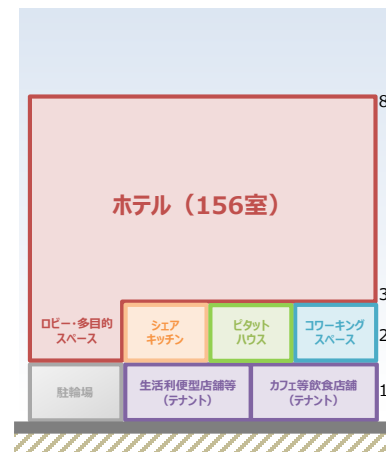 8
ホテル（156室）
3
ロビー・多目的
スペース
シェア
キッチン
ピタット
ハウス
コワーキング
スペース
2
駐輪場
生活利便型店舗等
（テナント）
カフェ等飲食店舗
（テナント）
1